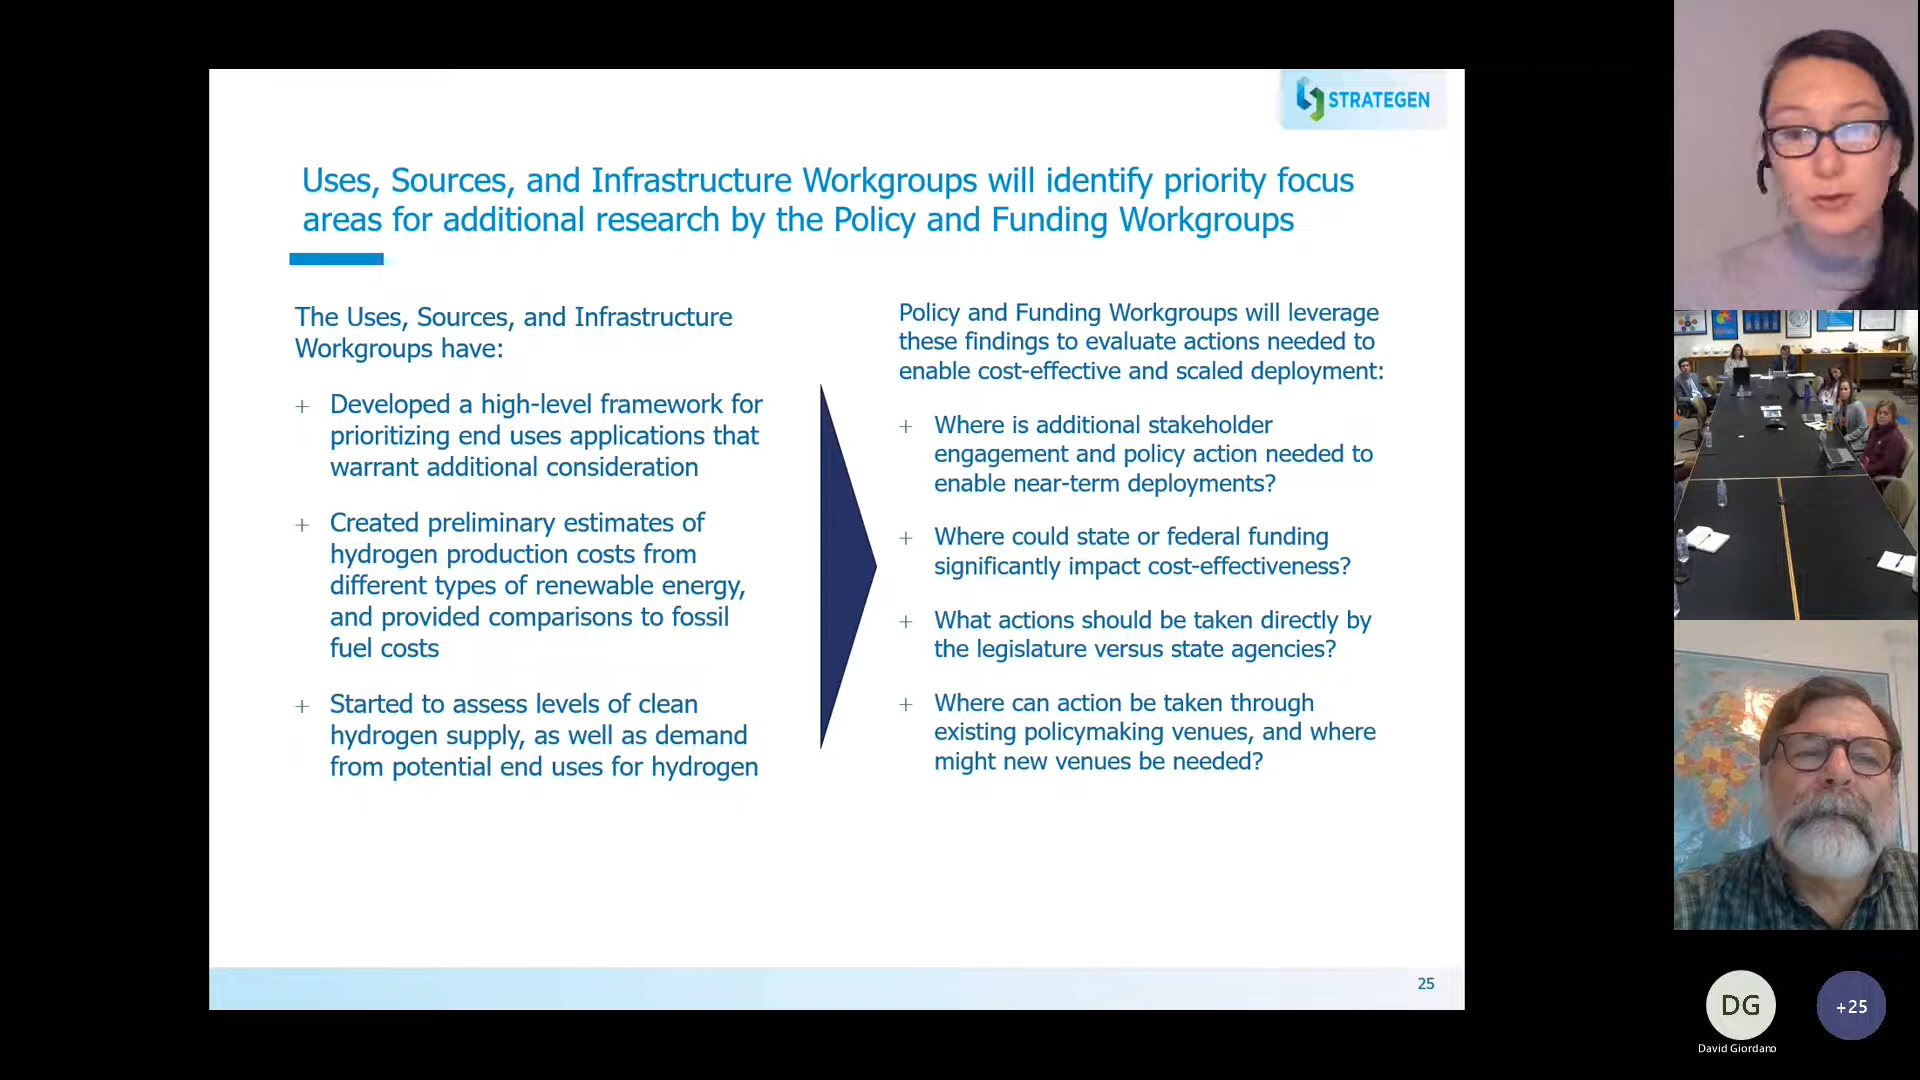 STRATEGEN
Uses, Sources, and Infrastructure Workgroups will identify priority focus
areas for additional research by the Policy and Funding Workgroups
The Uses, Sources, and Infrastructure
Workgroups have:
+ Developed a high-level framework for
prioritizing end uses applications that
warrant additional consideration
+ Created preliminary estimates of
hydrogen production costs from
different types of renewable energy,
and provided comparisons to fossil
fuel costs
+ Started to assess levels of clean
hydrogen supply, as well as demand
from potential end uses for hydrogen
Policy and Funding Workgroups will leverage
these findings to evaluate actions needed to
enable cost-effective and scaled deployment:
+ Where is additional stakeholder
engagement and policy action needed to
enable near-term deployments?
+ Where could state or federal funding
significantly impact cost-effectiveness?
+ What actions should be taken directly by
the legislature versus state agencies?
+ Where can action be taken through
existing policymaking venues, and where
might new venues be needed?
25
DG
+25
David Giordano